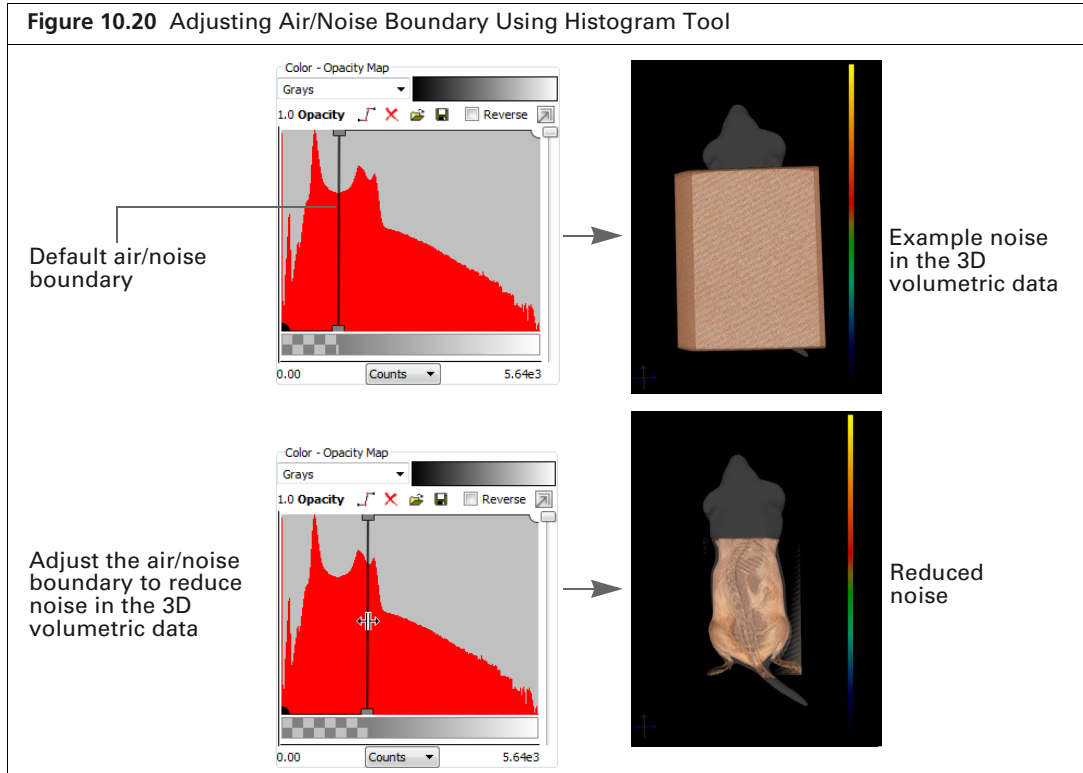 Figure 10.20 Adjusting Air/Noise Boundary Using Histogram Tool
Color - Opacity Map
Grays
1.0 Opacity
Reverse
Default air/noise
boundary
0.00
Counts
5.64e3
Example noise
in the 3D
volumetric data
Color - Opacity Map
Grays
1.0 Opacity
Reverse
Adjust the air/noise
boundary to reduce
noise in the 3D
volumetric data
0.00
Counts
5.64e3
Reduced
noise